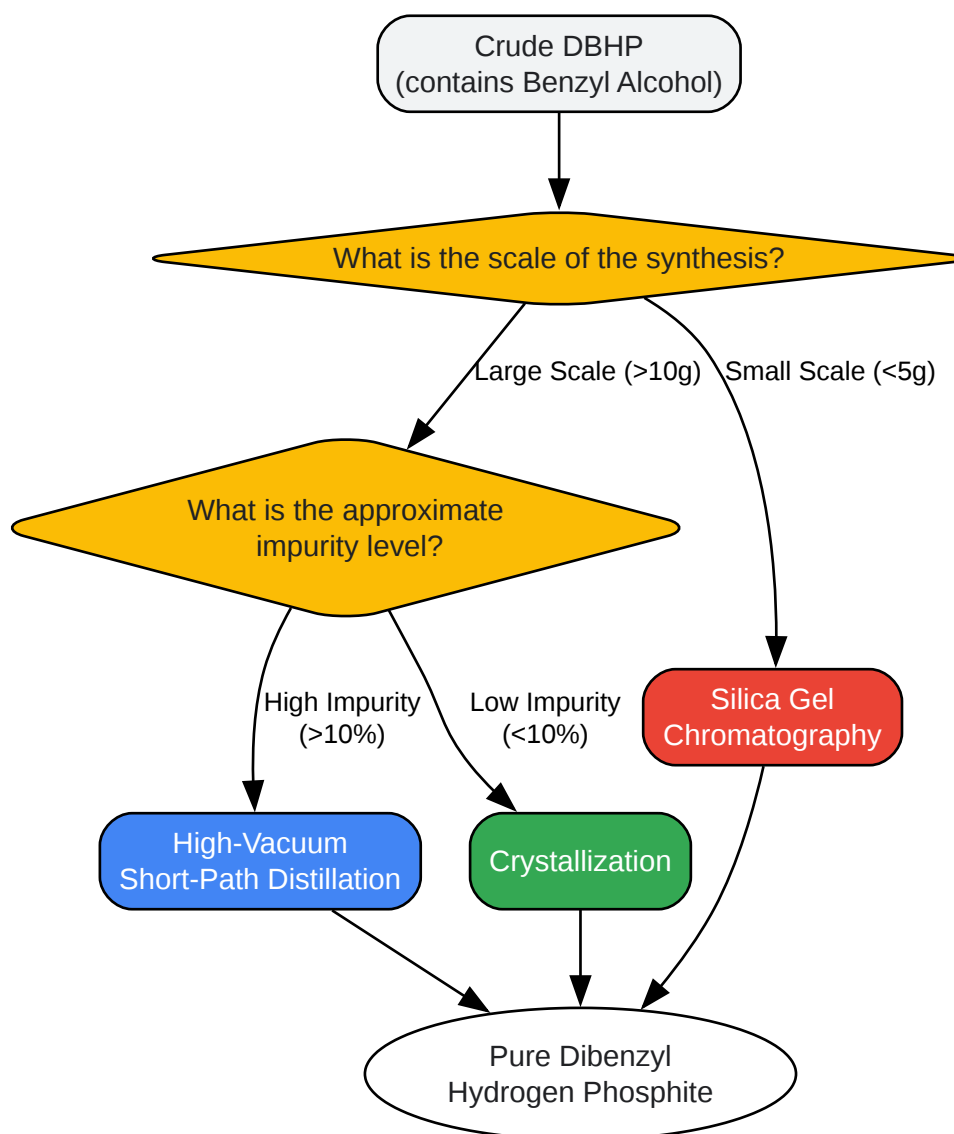 Crude DBHP
(contains Benzyl Alcohol)
What is the scale of the synthesis?
Large Scale (>10g)
Small Scale (<5g)
What is the approximate
impurity level?
High Impurity
(>10%)
Low Impurity
(<10%)
Silica Gel
Chromatography
High-Vacuum
Short-Path Distillation
Crystallization
Pure Dibenzyl
Hydrogen Phosphite